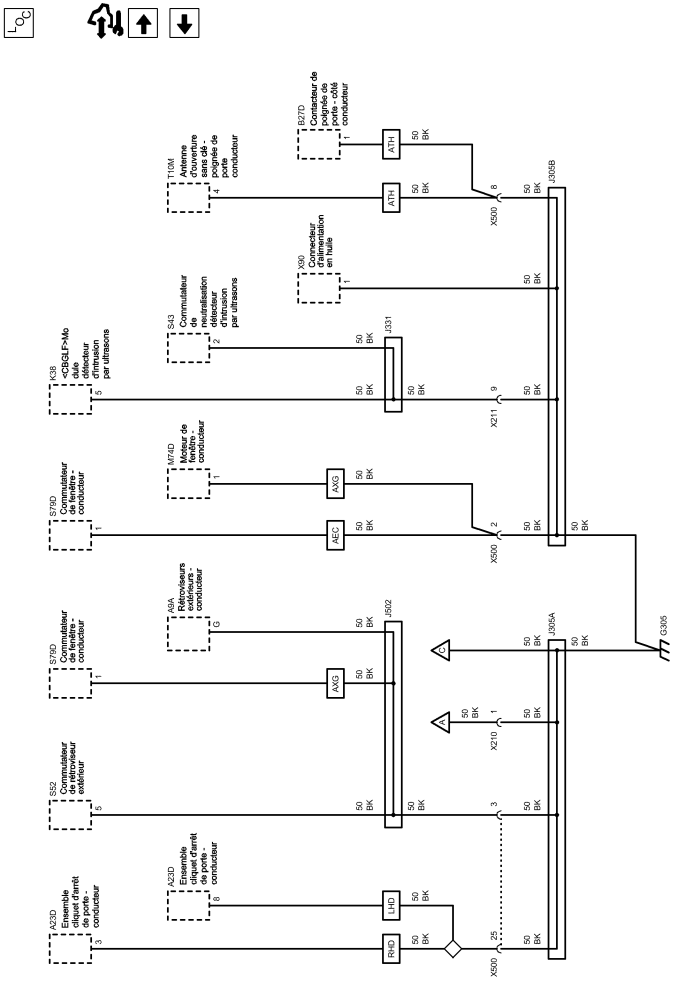 LOC
A23D
Ensemble
cliquet d'arrêt
de porte -
conducteur
3
A23D
Ensemble
cliquet d'arrêt
de porte -
conducteur
8
S52
Commutateur
de rétroviseur
extérieur
5
S79D
Commutateur
de fenêtre -
conducteur
1
A9A
Rétroviseurs
extérieurs -
conducteur
G
S79D
Commutateur
de fenêtre -
conducteur
1
M74D
Moteur de
fenêtre -
conducteur
1
K38
<CBGLF>Mo
dule
détecteur
d'intrusion
par ultrasons
5
S43
Commutateur
de
neutralisation
détecteur
d'intrusion
par ultrasons
2
X90
Connecteur
d'alimentation
en huile
1
T10M
Antenne
d'ouverture
sans clé -
poignée de
porte
conducteur
4
B27D
Contacteur de
poignée de
porte - côté
conducteur
1
RHD
50
BK
LHD
50
BK
50
BK
AXG
50
BK
50
BK
J502
50
BK
AEC
50
BK
AXG
50
BK
50
BK
50
BK
J331
50
BK
ATH
50
BK
ATH
50
BK
25
X500
3
A
50
BK
1
X210
C
2
X500
9
X211
8
X500
50
BK
50
BK
50
BK
50
BK
J305A
50
BK
50
BK
50
BK
50
BK
50
BK
J305B
50
BK
G305